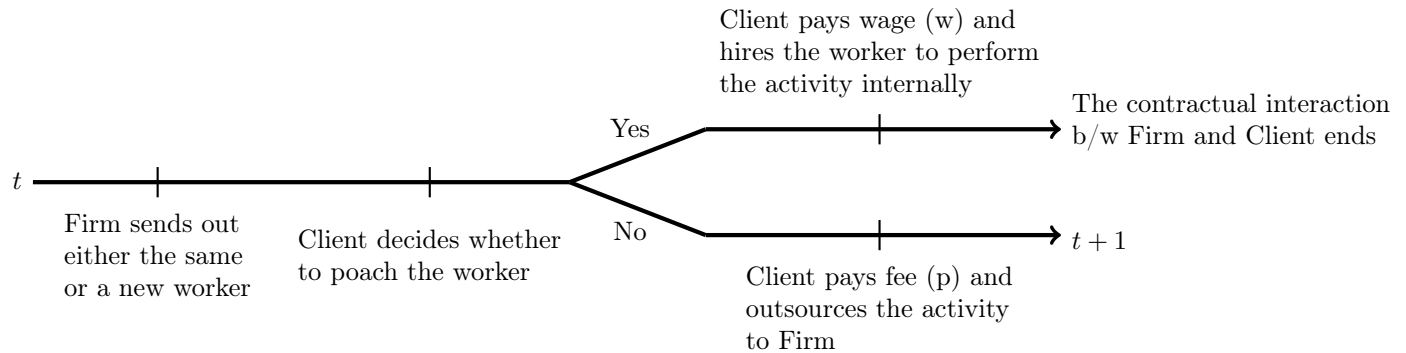 Client pays wage (w) and
hires the worker to perform
the activity internally
The contractual interaction
b/w Firm and Client ends
Yes
t
Firm sends out
either the same
or a new worker
Client decides whether
to poach the worker
No
t + 1
Client pays fee (p) and
outsources the activity
to Firm